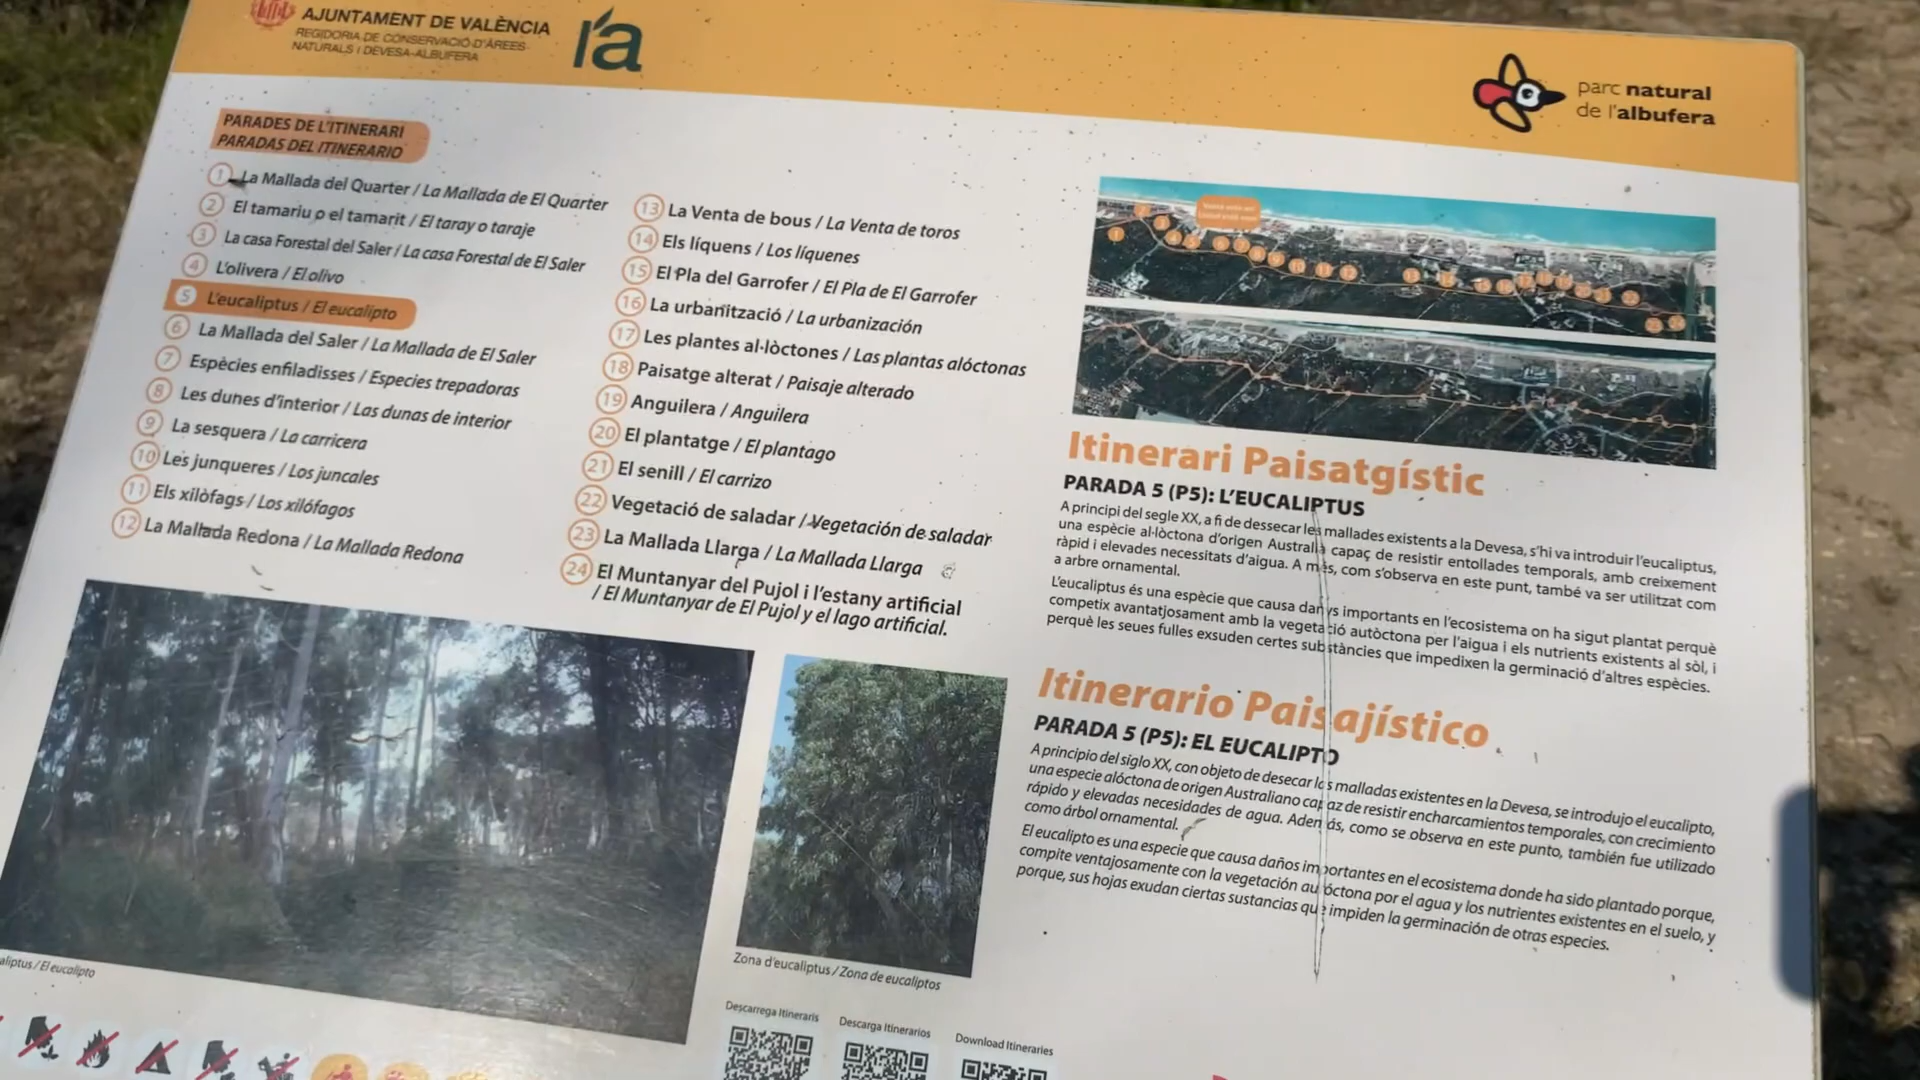 AJUNTAMENT DE VALÈNCIA
REGIDORIA DE CONSERVACIÓ D'ÀREES
NATURALS I DEVESA-ALBUFERA
parc natural
de l'albufera
PARADES DE L'ITINERARI
PARADAS DEL ITINERARIO
1 La Mallada del Quarter / La Mallada de El Quarter
2 El tamariu o el tamarit / El taray o taraje
3 La casa Forestal del Saler / La casa Forestal de El Saler
4 L'olivera / El olivo
5 L'eucaliptus / El eucalipto
6 La Mallada del Saler / La Mallada de El Saler
7 Espècies enfiladisses / Especies trepadoras
8 Les dunes d'interior / Las dunas de interior
9 La sesquera / La carricera
10 Les junqueres / Los juncales
11 Els xilòfags / Los xilófagos
12 La Mallada Redona / La Mallada Redona
13 La Venta de bous / La Venta de toros
14 Els líquens / Los líquenes
15 El Pla del Garrofer / El Pla de El Garrofer
16 La urbanització / La urbanización
17 Les plantes al·lòctones / Las plantas alóctonas
18 Paisatge alterat / Paisaje alterado
19 Anguilera / Anguilera
20 El plantatge / El plantago
21 El senill / El carrizo
22 Vegetació de saladar / Vegetación de saladar
23 La Mallada Llarga / La Mallada Llarga
24 El Muntanyar del Pujol i l'estany artificial
/ El Muntanyar de El Pujol y el lago artificial.
Itinerari Paisatgístic
PARADA 5 (P5): L'EUCALIPTUS
A principi del segle XX, a fi de dessecar les mallades existents a la Devesa, s'hi va introduir l'eucaliptus,
una espècie al·lòctona d'origen Australià capaç de resistir entollades temporals, amb creixement
ràpid i elevades necessitats d'aigua. A més, com s'observa en este punt, també va ser utilitzat com
a arbre ornamental.
L'eucaliptus és una espècie que causa danys importants en l'ecosistema on ha sigut plantat perquè
competix avantatjosament amb la vegetació autòctona per l'aigua i els nutrients existents al sòl, i
perquè les seues fulles exsuden certes substàncies que impedixen la germinació d'altres espècies.
Itinerario Paisajístico
PARADA 5 (P5): EL EUCALIPTO
A principio del siglo XX, con objeto de desecar las malladas existentes en la Devesa, se introdujo el eucalipto,
una especie alóctona de origen Australiano capaz de resistir encharcamientos temporales, con crecimiento
rápido y elevadas necesidades de agua. Además, como se observa en este punto, también fue utilizado
como árbol ornamental.
El eucalipto es una especie que causa daños importantes en el ecosistema donde ha sido plantado porque,
compite ventajosamente con la vegetación autóctona por el agua y los nutrientes existentes en el suelo, y
porque, sus hojas exudan ciertas sustancias que impiden la germinación de otras especies.
aliptus / El eucalipto
Zona d'eucaliptus / Zona de eucaliptos
Descarrega Itineraris
Descarga Itinerarios
Download Itineraries